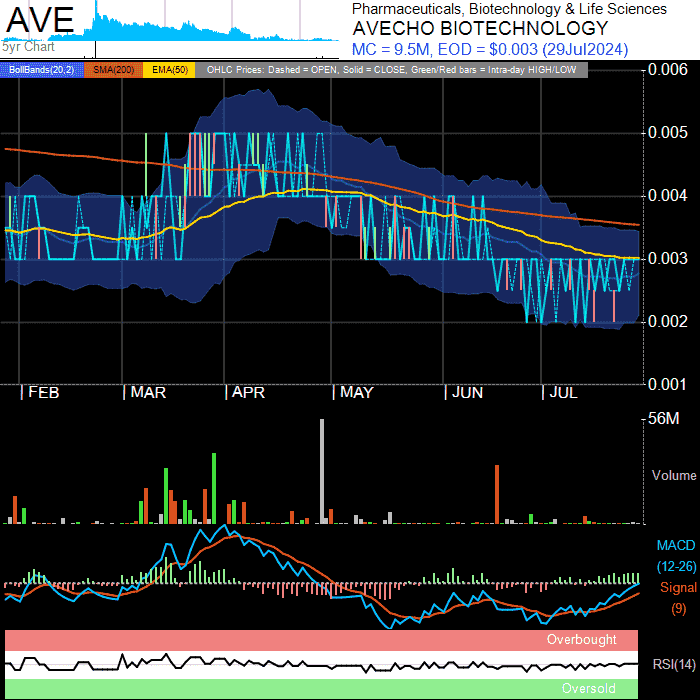 AVE
5yr Chart
Pharmaceuticals, Biotechnology & Life Sciences
AVECHO BIOTECHNOLOGY
MC = 9.5M, EOD = $0.003 (29Jul2024)
BollBands(20,2) SMA(200) EMA(50) OHLC Prices: Dashed = OPEN, Solid = CLOSE, Green/Red bars = Intra-day HIGH/LOW
0.006
0.005
0.004
0.003
0.002
0.001
FEB MAR APR MAY JUN JUL
56M
Volume
MACD
(12-26)
Signal
(9)
Overbought
RSI(14)
Oversold